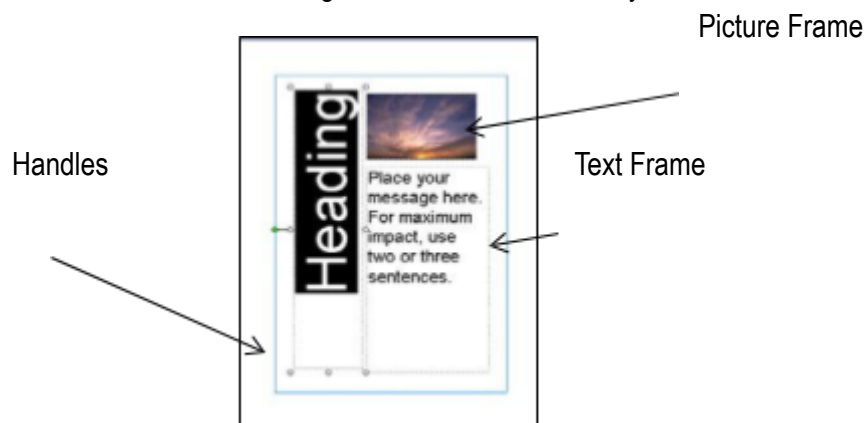 Picture Frame
Handles
Heading
Text Frame
Place your
message here.
For maximum
impact, use
two or three
sentences.